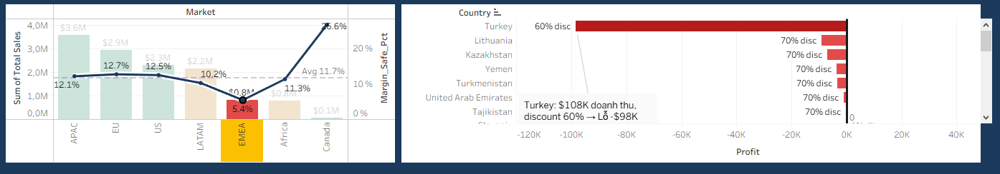 Market
Sum of Total Sales
4,0M
3,0M
2,0M
1,0M
0,0M
$3.6M
$2.9M
$2.3M
$2.2M
$0.8M
$0.8M
$0.1M
12.1%
12.7%
12.5%
10.2%
5.4%
11.3%
26.6%
Avg 11.7%
20 %
10 %
0 %
Margin_Safe_Pct
APAC
EU
US
LATAM
EMEA
Africa
Canada
Country
Turkey
60% disc
Lithuania
70% disc
Kazakhstan
70% disc
Yemen
70% disc
Turkmenistan
70% disc
United Arab Emirates
70% disc
Tajikistan
70% disc
0
Turkey: $108K doanh thu,
discount 60% → Lỗ -$98K
-120K
-100K
-80K
-60K
-40K
-20K
0K
20K
40K
Profit